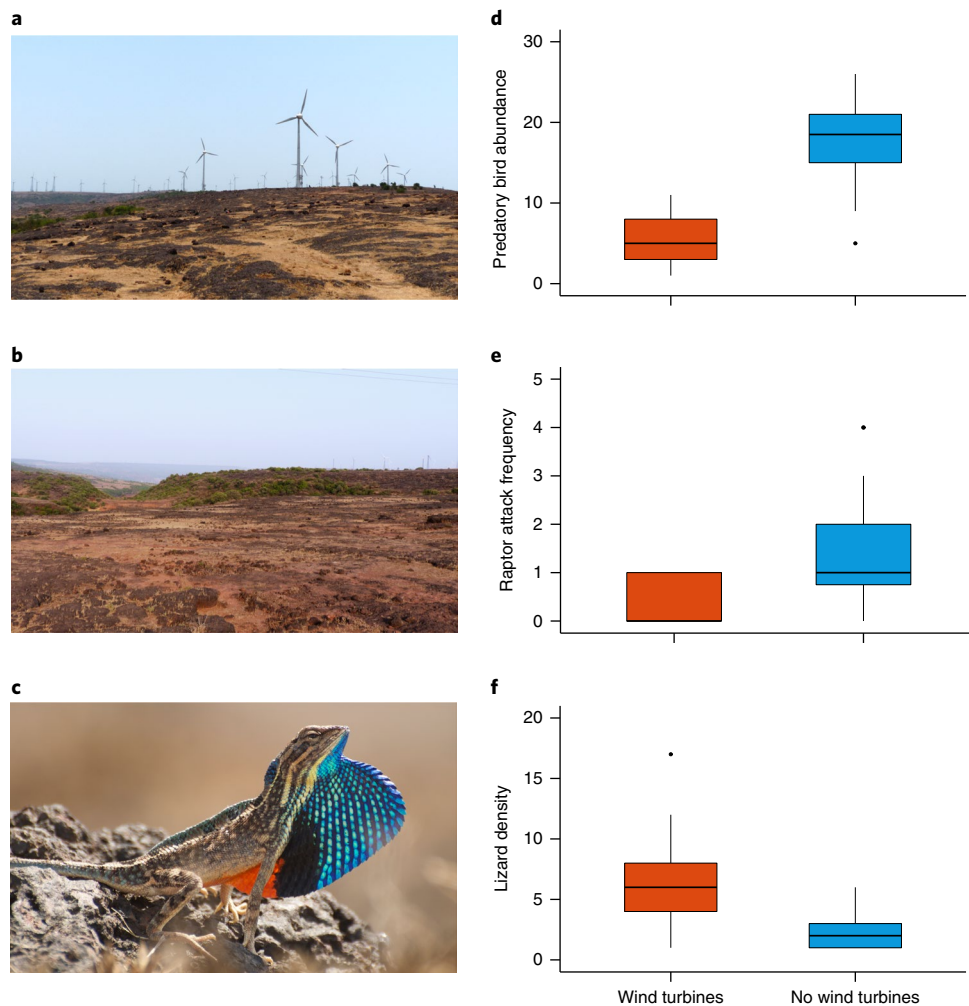 a
b
c
d
Predatory bird abundance
30
20
10
0
e
Raptor attack frequency
5
4
3
2
1
0
f
Lizard density
20
15
10
5
0
Wind turbines
No wind turbines